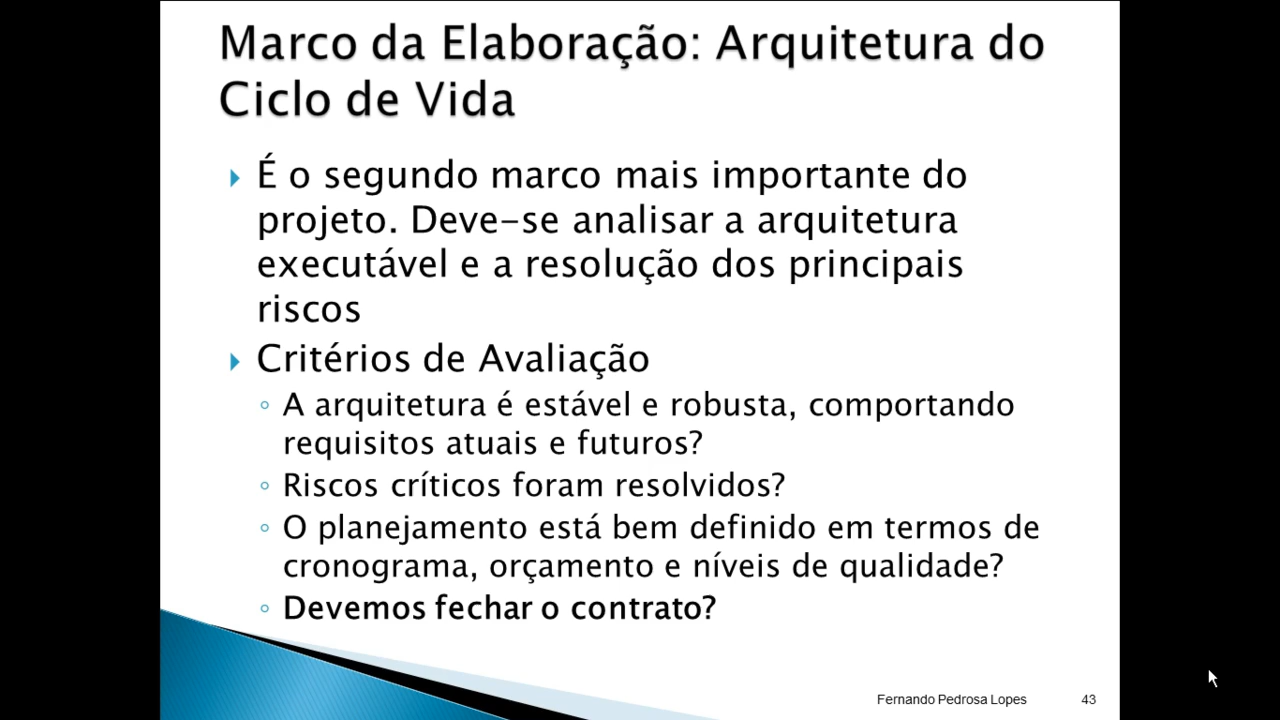 Marco da Elaboração: Arquitetura do
Ciclo de Vida
É o segundo marco mais importante do
projeto. Deve-se analisar a arquitetura
executável e a resolução dos principais
riscos
Critérios de Avaliação
A arquitetura é estável e robusta, comportando
requisitos atuais e futuros?
Riscos críticos foram resolvidos?
O planejamento está bem definido em termos de
cronograma, orçamento e níveis de qualidade?
Devemos fechar o contrato?
Fernando Pedrosa Lopes 43